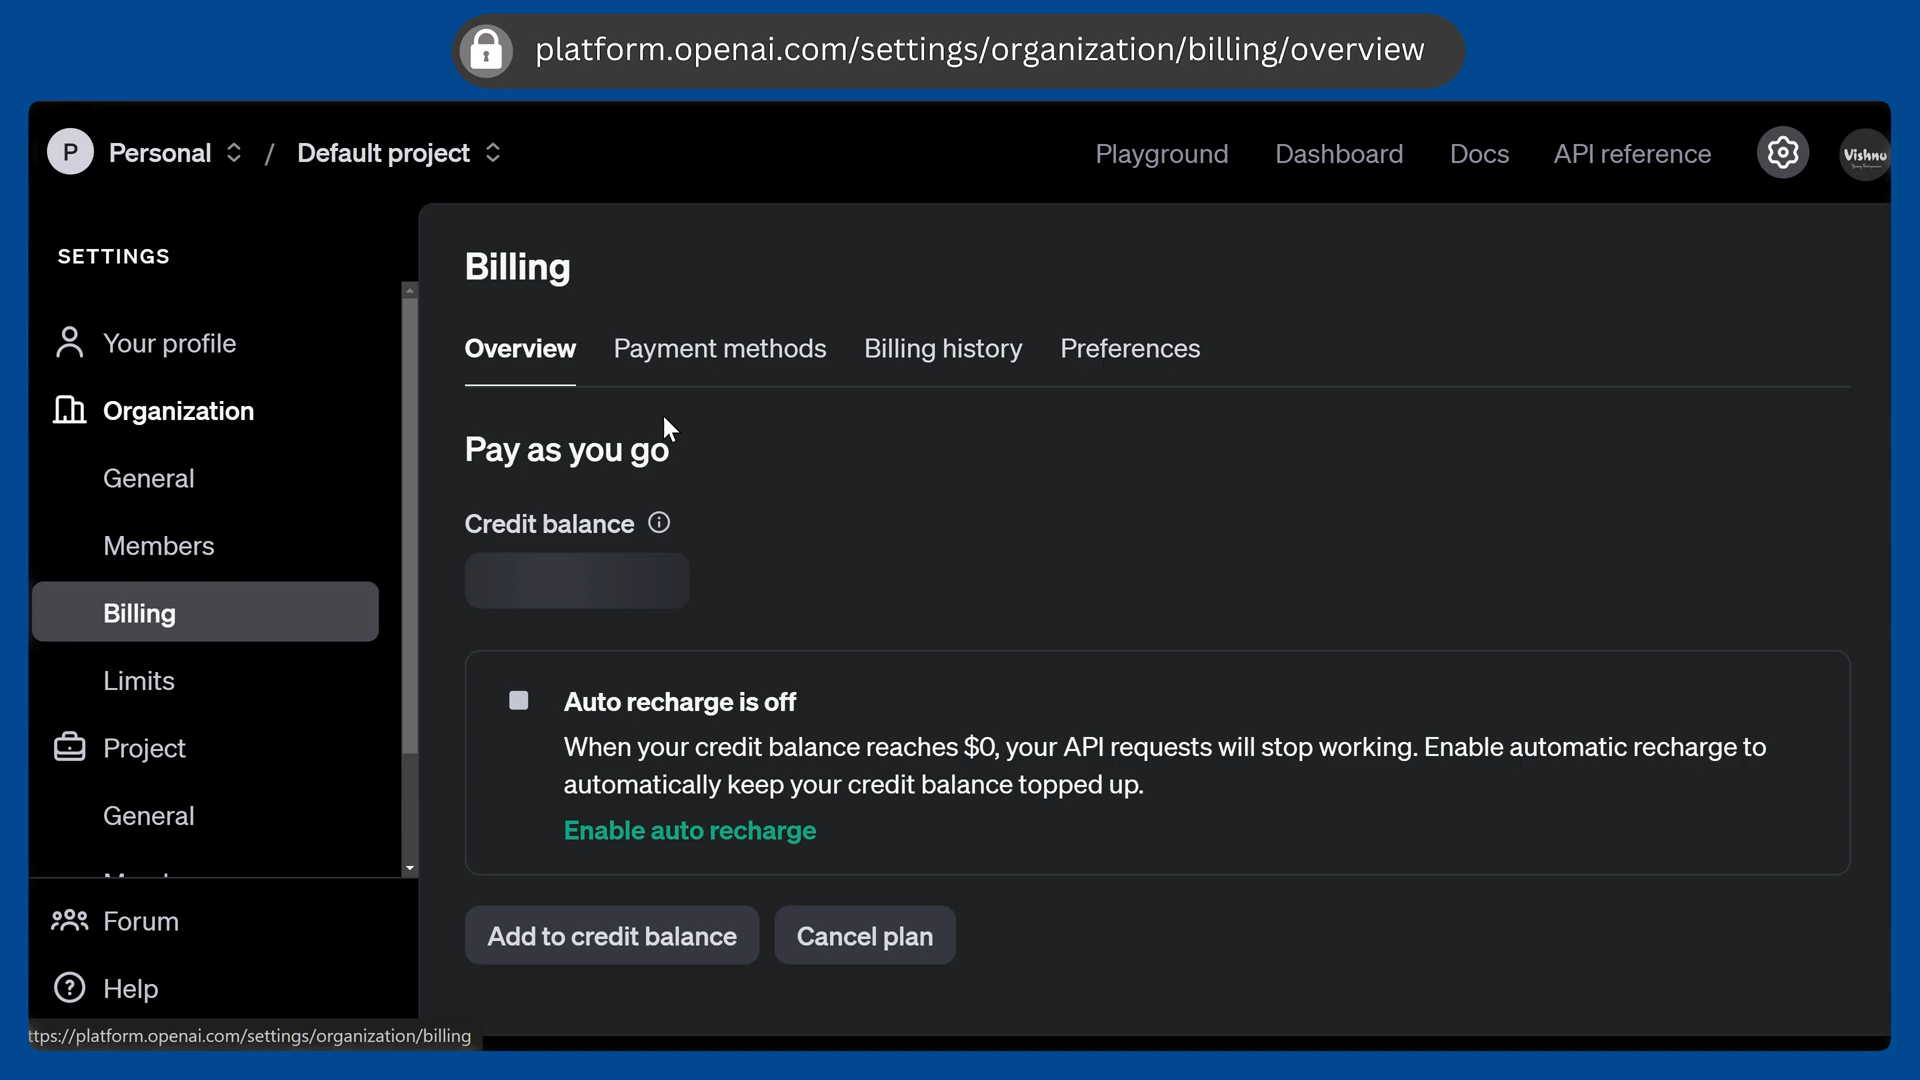 platform.openai.com/settings/organization/billing/overview
P Personal / Default project
Playground Dashboard Docs API reference
Vishnu
SETTINGS
Your profile
Organization
General
Members
Billing
Limits
Project
General
Forum
Help
Billing
Overview Payment methods Billing history Preferences
Pay as you go
Credit balance
Auto recharge is off
When your credit balance reaches $0, your API requests will stop working. Enable automatic recharge to
automatically keep your credit balance topped up.
Enable auto recharge
Add to credit balance Cancel plan
ttps://platform.openai.com/settings/organization/billing